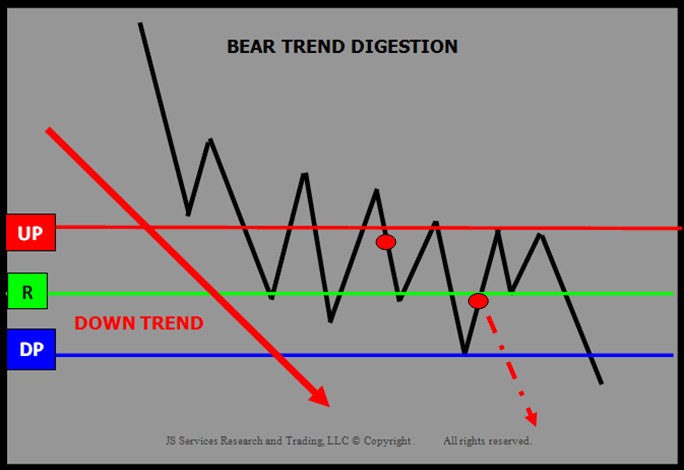 BEAR TREND DIGESTION
UP
R
DOWN TREND
DP
JS Services Research and Trading, LLC © Copyright All rights reserved.